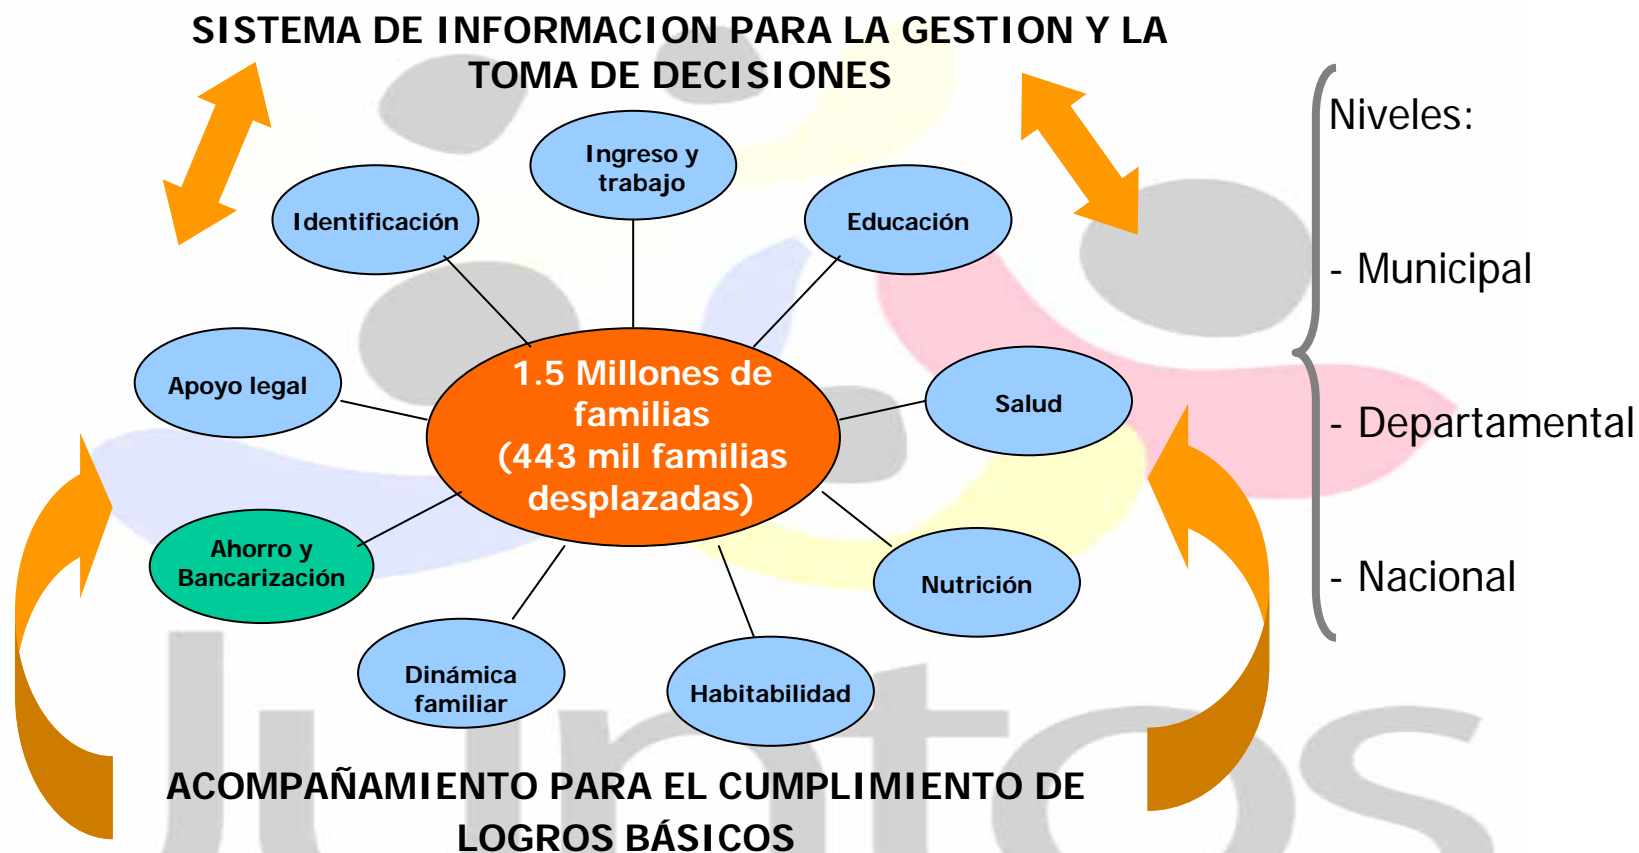 SISTEMA DE INFORMACION PARA LA GESTION Y LA
TOMA DE DECISIONES
Niveles:
- Municipal
- Departamental
- Nacional
Ingreso y
trabajo
Identificación
Educación
Apoyo legal
Salud
1.5 Millones de
familias
(443 mil familias
desplazadas)
Ahorro y
Bancarización
Nutrición
Dinámica
familiar
Habitabilidad
ACOMPAÑAMIENTO PARA EL CUMPLIMIENTO DE
LOGROS BÁSICOS
Juntos